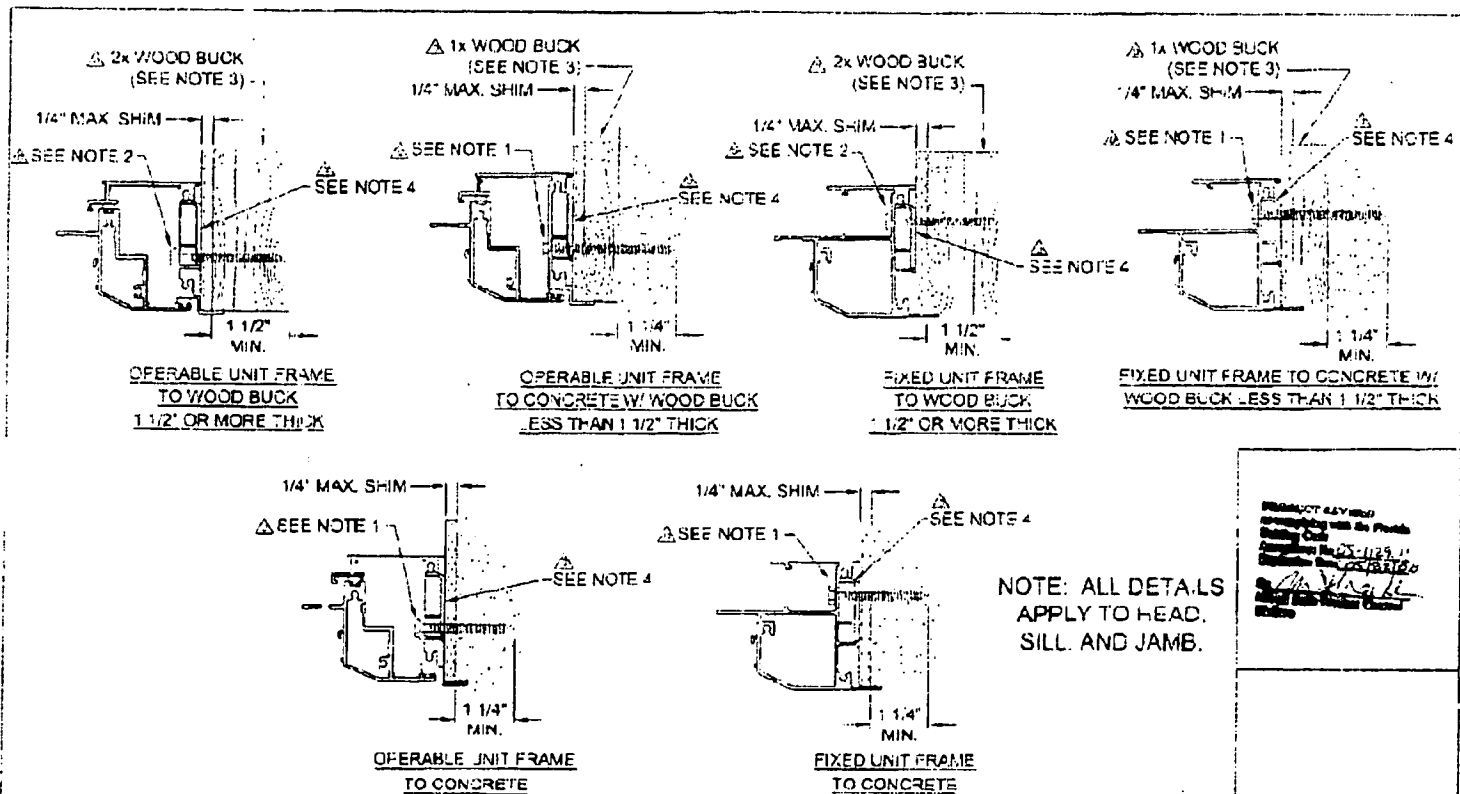 2x WOOD BUCK
(SEE NOTE 3)
1/4" MAX. SHIM
SEE NOTE 2
SEE NOTE 4
1 1/2"
MIN.
OPERABLE UNIT FRAME
TO WOOD BUCK
1 1/2" OR MORE THICK
1x WOOD BUCK
(SEE NOTE 3)
1/4" MAX. SHIM
SEE NOTE 1
SEE NOTE 4
1 1/4"
MIN.
OPERABLE UNIT FRAME
TO CONCRETE W/ WOOD BUCK
LESS THAN 1 1/2" THICK
2x WOOD BUCK
(SEE NOTE 3)
1/4" MAX. SHIM
SEE NOTE 2
SEE NOTE 4
1 1/2"
MIN.
FIXED UNIT FRAME
TO WOOD BUCK
1 1/2" OR MORE THICK
1x WOOD BUCK
(SEE NOTE 3)
1/4" MAX. SHIM
SEE NOTE 1
SEE NOTE 4
1 1/4"
MIN.
FIXED UNIT FRAME TO CONCRETE W/
WOOD BUCK LESS THAN 1 1/2" THICK
1/4" MAX. SHIM
SEE NOTE 1
SEE NOTE 4
1 1/4"
MIN.
OPERABLE UNIT FRAME
TO CONCRETE
1/4" MAX. SHIM
SEE NOTE 1
SEE NOTE 4
1 1/4"
MIN.
FIXED UNIT FRAME
TO CONCRETE
NOTE: ALL DETAILS
APPLY TO HEAD,
SILL. AND JAMB.
with the Florida
Building Code